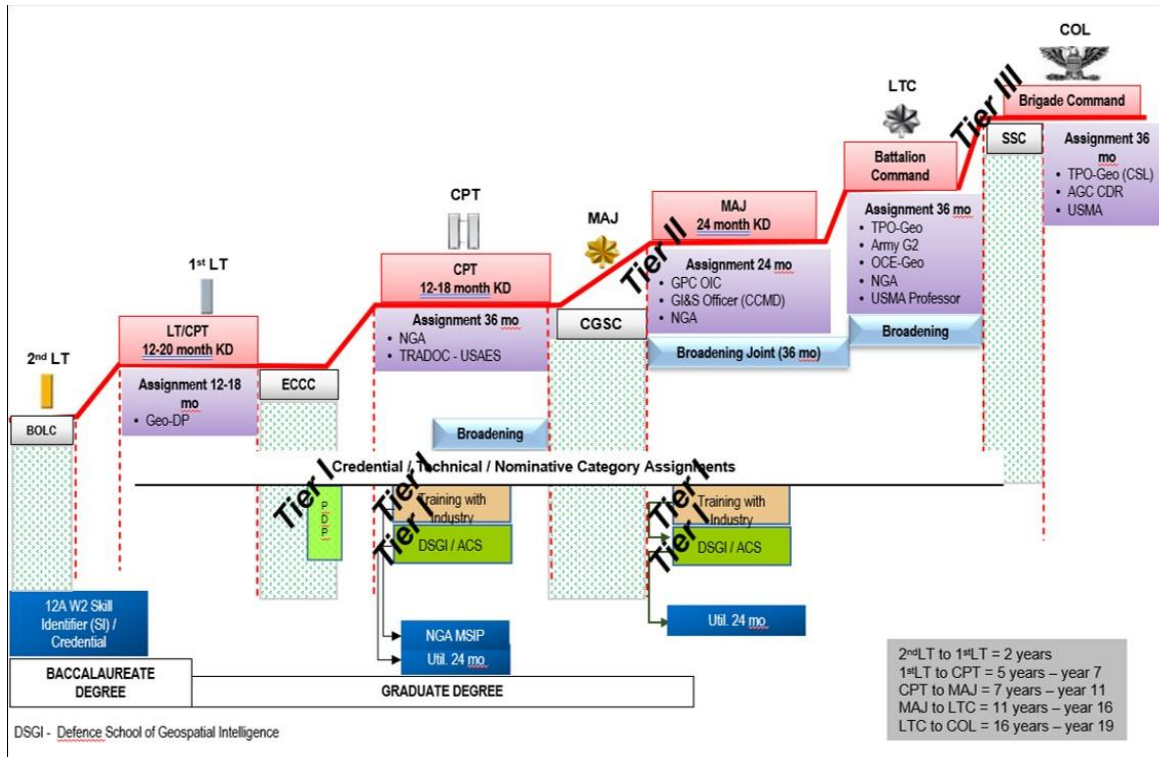 COL
Brigade Command
Tier III
SSC
Assignment 36
mo
• TPO-Geo (CSL)
• AGC CDR
• USMA
LTC
Battalion
Command
Assignment 36 mo
• TPO-Geo
• Army G2
• OCE-Geo
• NGA
• USMA Professor
Broadening
MAJ
Tier II
MAJ
24 month KD
Assignment 24 mo
• GPC OIC
• GI&S Officer (CCMD)
• NGA
Broadening Joint (36 mo)
CGSC
CPT
CPT
12-18 month KD
Assignment 36 mo
• NGA
• TRADOC - USAES
Broadening
1st LT
LT/CPT
12-20 month KD
Assignment 12-18
mo
• Geo-DP
ECCC
2nd LT
BOLC
Credential / Technical / Nominative Category Assignments
Tier I
PDP
Tier I
Training with
Industry
Tier I
DSGI / ACS
Tier I
Training with
Industry
Tier I
DSGI / ACS
12A W2 Skill
Identifier (SI) /
Credential
NGA MSIP
Util. 24 mo
Util. 24 mo
BACCALAUREATE
DEGREE
GRADUATE DEGREE
2ndLT to 1stLT = 2 years
1stLT to CPT = 5 years – year 7
CPT to MAJ = 7 years – year 11
MAJ to LTC = 11 years – year 16
LTC to COL = 16 years – year 19
DSGI - Defence School of Geospatial Intelligence